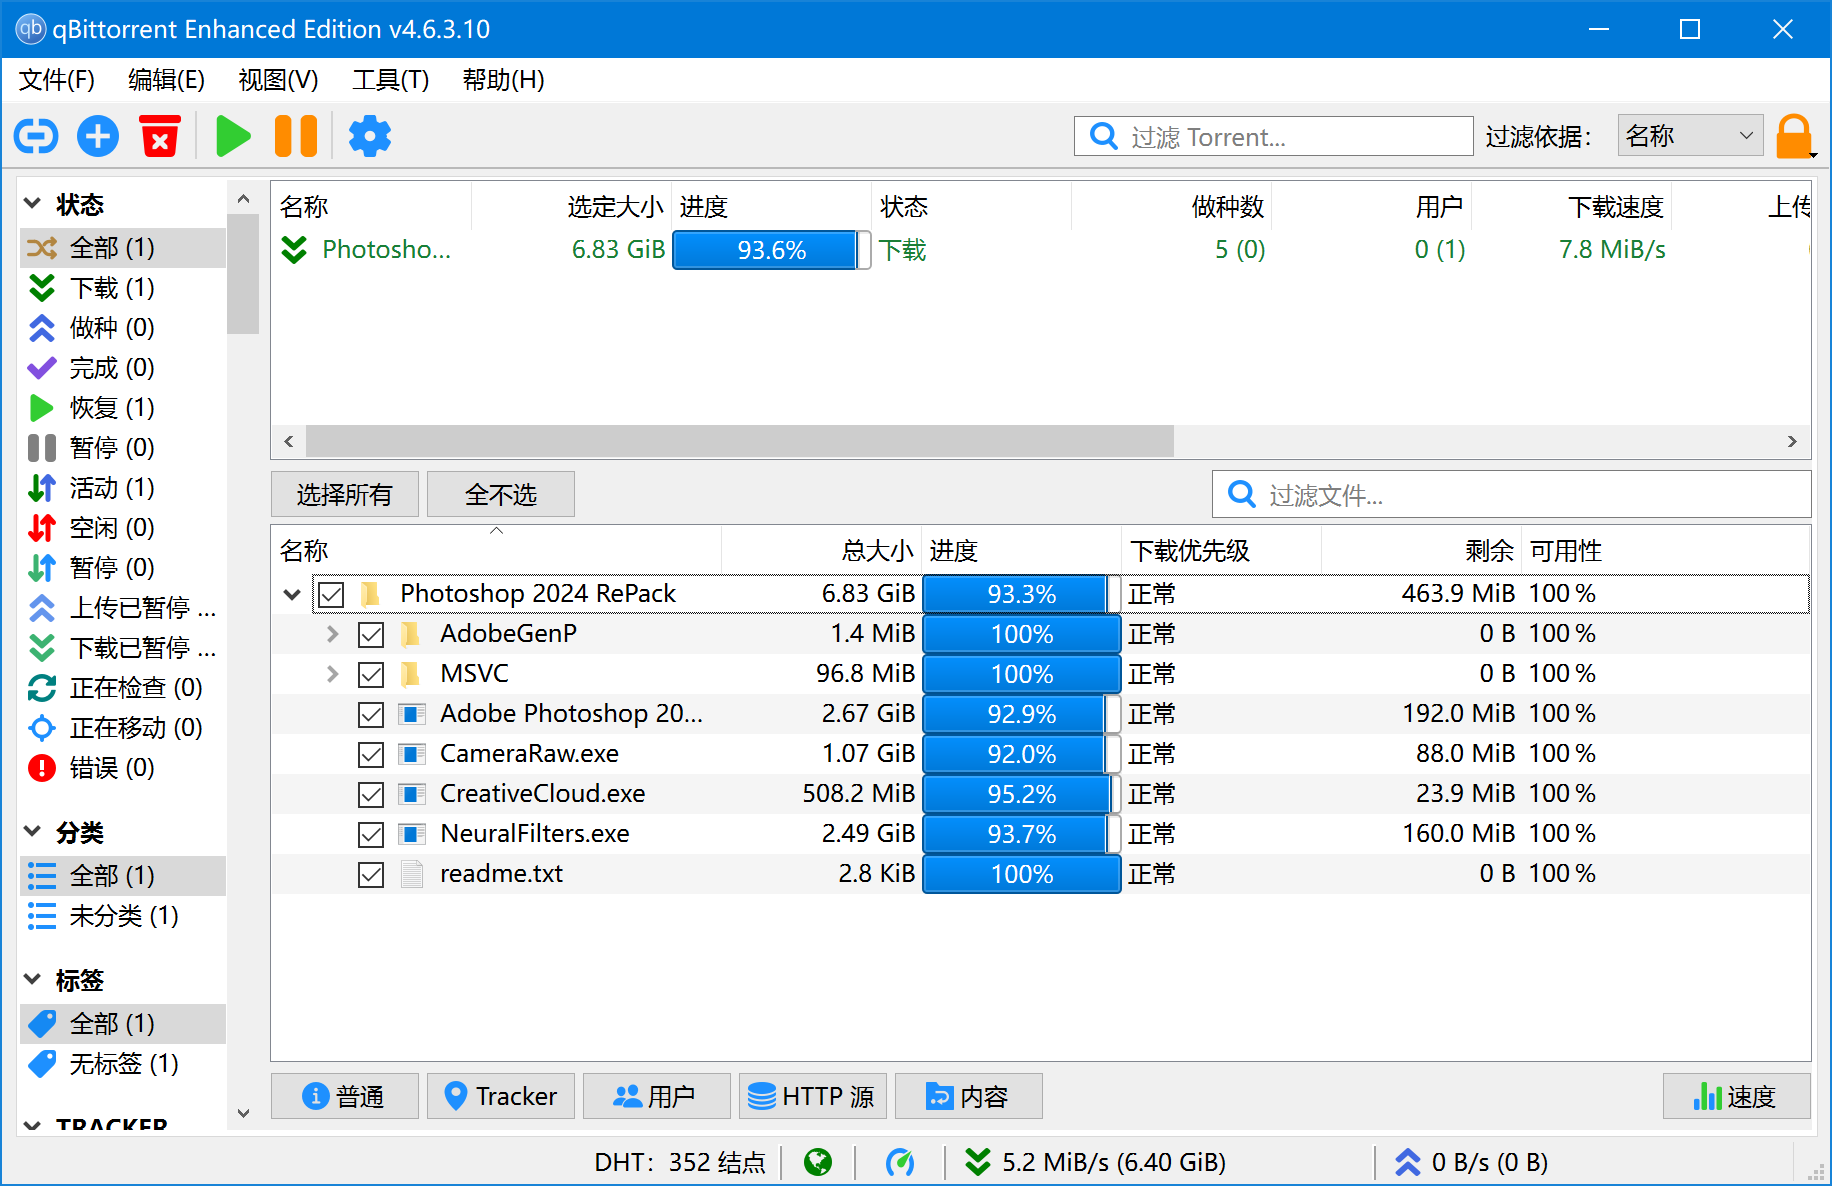 qb qBittorrent Enhanced Edition v4.6.3.10
文件(F) 编辑(E) 视图(V) 工具(T) 帮助(H)
过滤 Torrent... 过滤依据： 名称
状态
全部 (1)
下载 (1)
做种 (0)
完成 (0)
恢复 (1)
暂停 (0)
活动 (1)
空闲 (0)
暂停 (0)
上传已暂停 ...
下载已暂停 ...
正在检查 (0)
正在移动 (0)
错误 (0)
分类
全部 (1)
未分类 (1)
标签
全部 (1)
无标签 (1)
TRACKER
名称 选定大小 进度 状态 做种数 用户 下载速度 上传
Photosho... 6.83 GiB 93.6% 下载 5 (0) 0 (1) 7.8 MiB/s
选择所有 全不选 过滤文件...
名称 总大小 进度 下载优先级 剩余 可用性
Photoshop 2024 RePack 6.83 GiB 93.3% 正常 463.9 MiB 100 %
AdobeGenP 1.4 MiB 100% 正常 0 B 100 %
MSVC 96.8 MiB 100% 正常 0 B 100 %
Adobe Photoshop 20... 2.67 GiB 92.9% 正常 192.0 MiB 100 %
CameraRaw.exe 1.07 GiB 92.0% 正常 88.0 MiB 100 %
CreativeCloud.exe 508.2 MiB 95.2% 正常 23.9 MiB 100 %
NeuralFilters.exe 2.49 GiB 93.7% 正常 160.0 MiB 100 %
readme.txt 2.8 KiB 100% 正常 0 B 100 %
普通 Tracker 用户 HTTP 源 内容 速度
DHT：352 结点 5.2 MiB/s (6.40 GiB) 0 B/s (0 B)